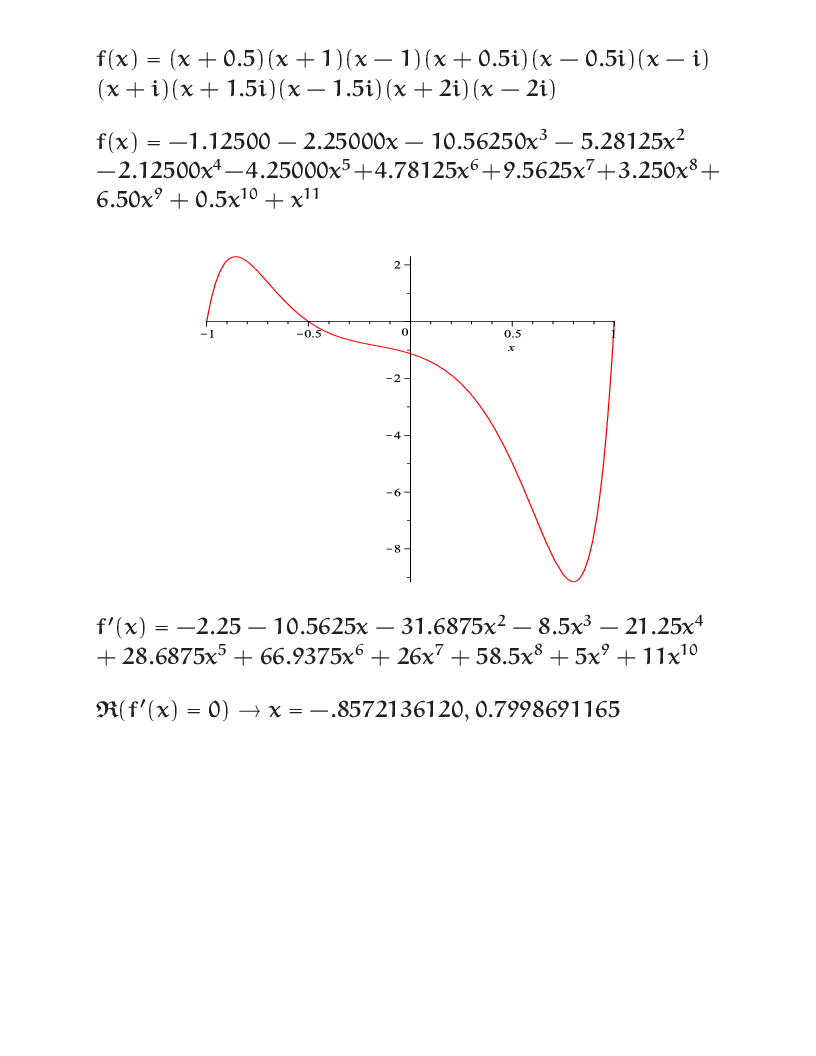 f(x) = (x + 0.5)(x + 1)(x − 1)(x + 0.5i)(x − 0.5i)(x − i)
(x + i)(x + 1.5i)(x − 1.5i)(x + 2i)(x − 2i)
f(x) = −1.12500 − 2.25000x − 10.56250x³ − 5.28125x²
−2.12500x⁴−4.25000x⁵+4.78125x⁶+9.5625x⁷+3.250x⁸+
6.50x⁹ + 0.5x¹⁰ + x¹¹
2
−1 −0.5 0 0.5 1
x
−2
−4
−6
−8
f′(x) = −2.25 − 10.5625x − 31.6875x² − 8.5x³ − 21.25x⁴
+ 28.6875x⁵ + 66.9375x⁶ + 26x⁷ + 58.5x⁸ + 5x⁹ + 11x¹⁰
ℜ(f′(x) = 0) → x = −.8572136120, 0.7998691165